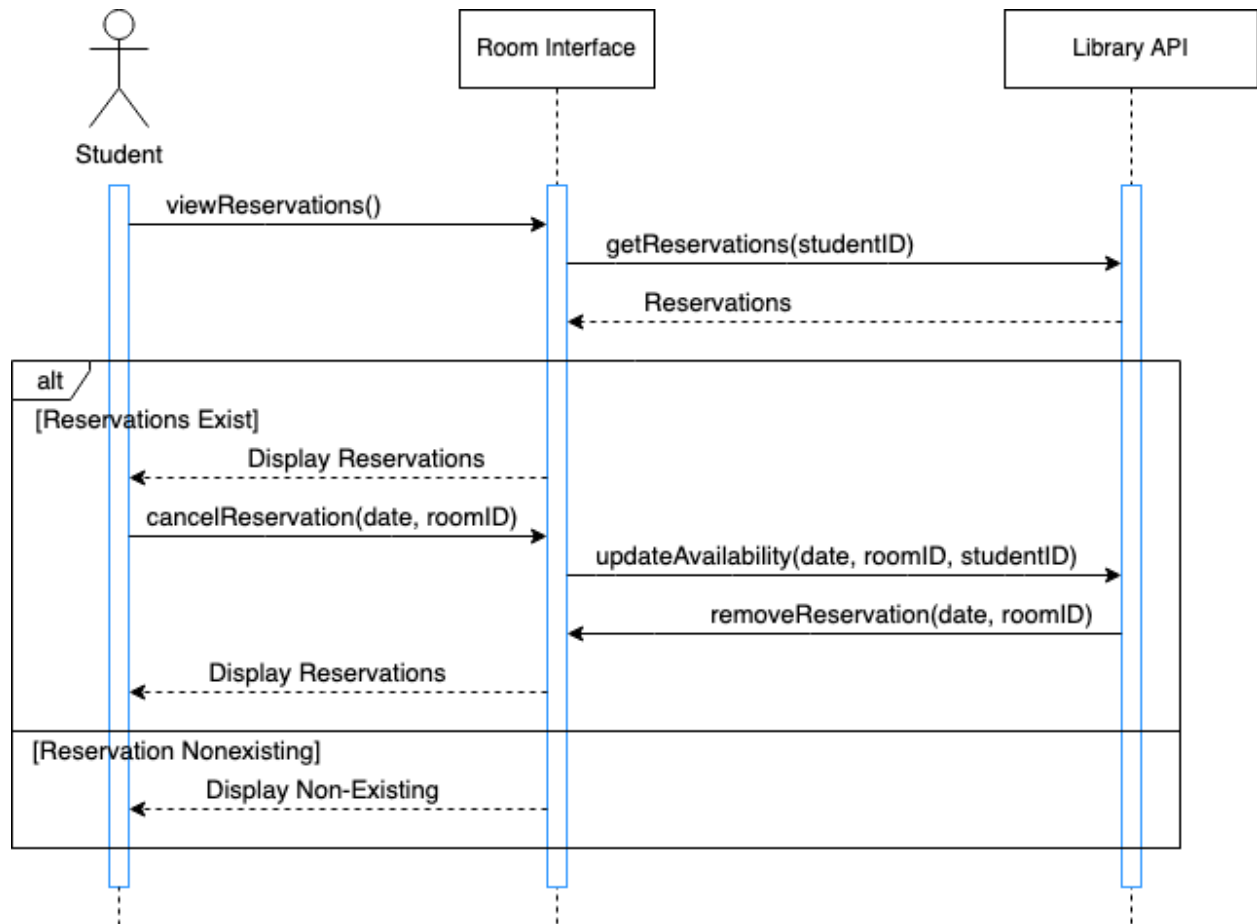 Room Interface
Library API
Student
viewReservations()
getReservations(studentID)
Reservations
alt
[Reservations Exist]
Display Reservations
cancelReservation(date, roomID)
updateAvailability(date, roomID, studentID)
removeReservation(date, roomID)
Display Reservations
[Reservation Nonexisting]
Display Non-Existing